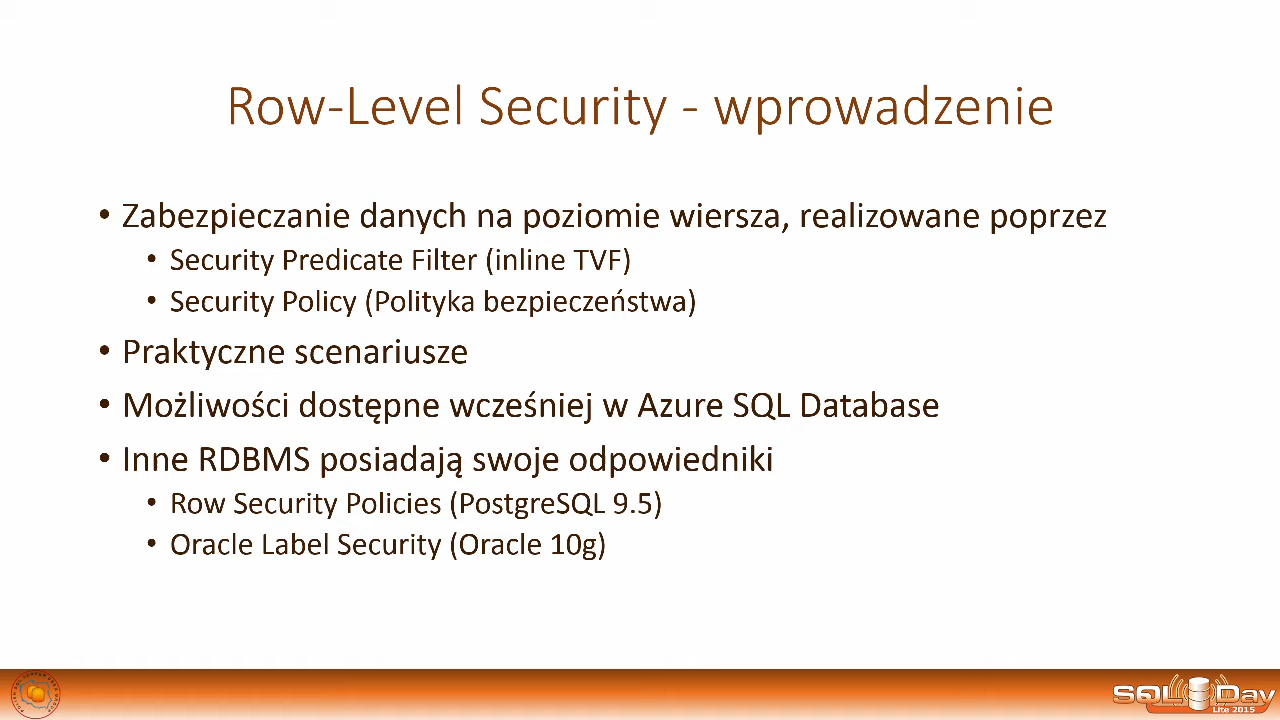 Row-Level Security - wprowadzenie
• Zabezpieczanie danych na poziomie wiersza, realizowane poprzez
• Security Predicate Filter (inline TVF)
• Security Policy (Polityka bezpieczeństwa)
• Praktyczne scenariusze
• Możliwości dostępne wcześniej w Azure SQL Database
• Inne RDBMS posiadają swoje odpowiedniki
• Row Security Policies (PostgreSQL 9.5)
• Oracle Label Security (Oracle 10g)
SQL Day
Lite 2015